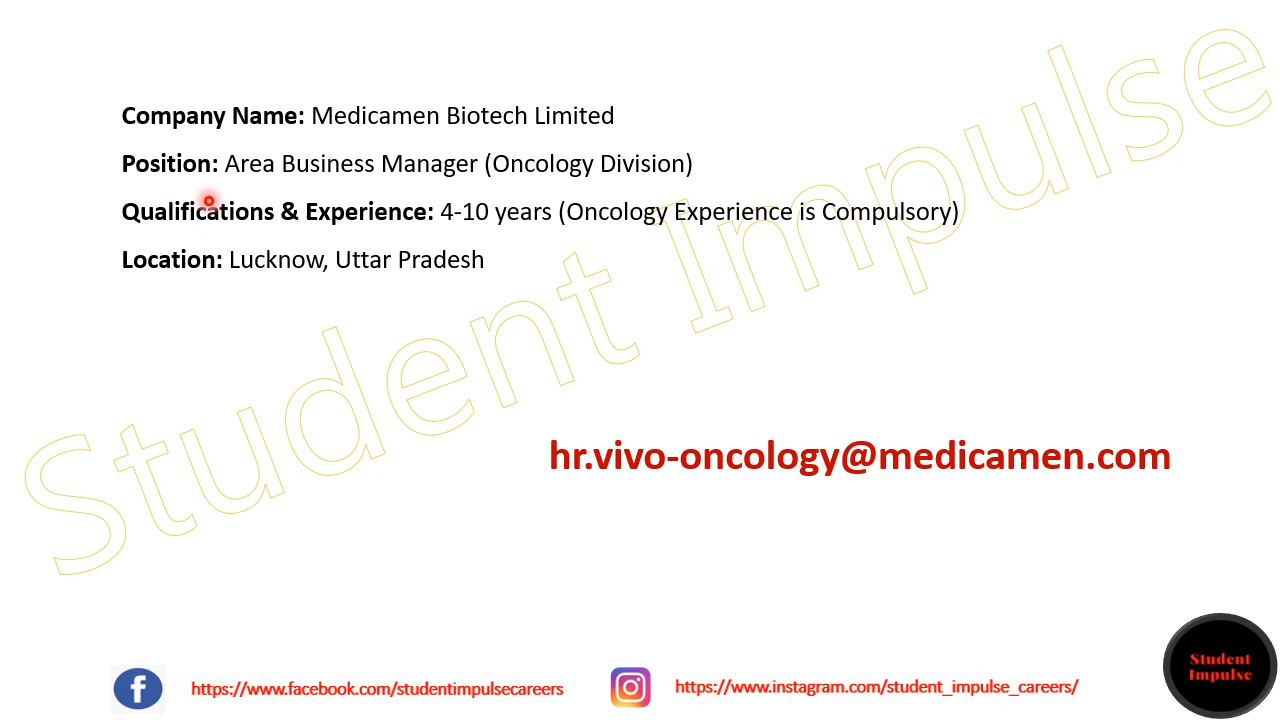 Company Name: Medicamen Biotech Limited
Position: Area Business Manager (Oncology Division)
Qualifications & Experience: 4-10 years (Oncology Experience is Compulsory)
Location: Lucknow, Uttar Pradesh
Student Impulse
hr.vivo-oncology@medicamen.com
https://www.facebook.com/studentimpulsecareers
https://www.instagram.com/student_impulse_careers/
Student
Impulse